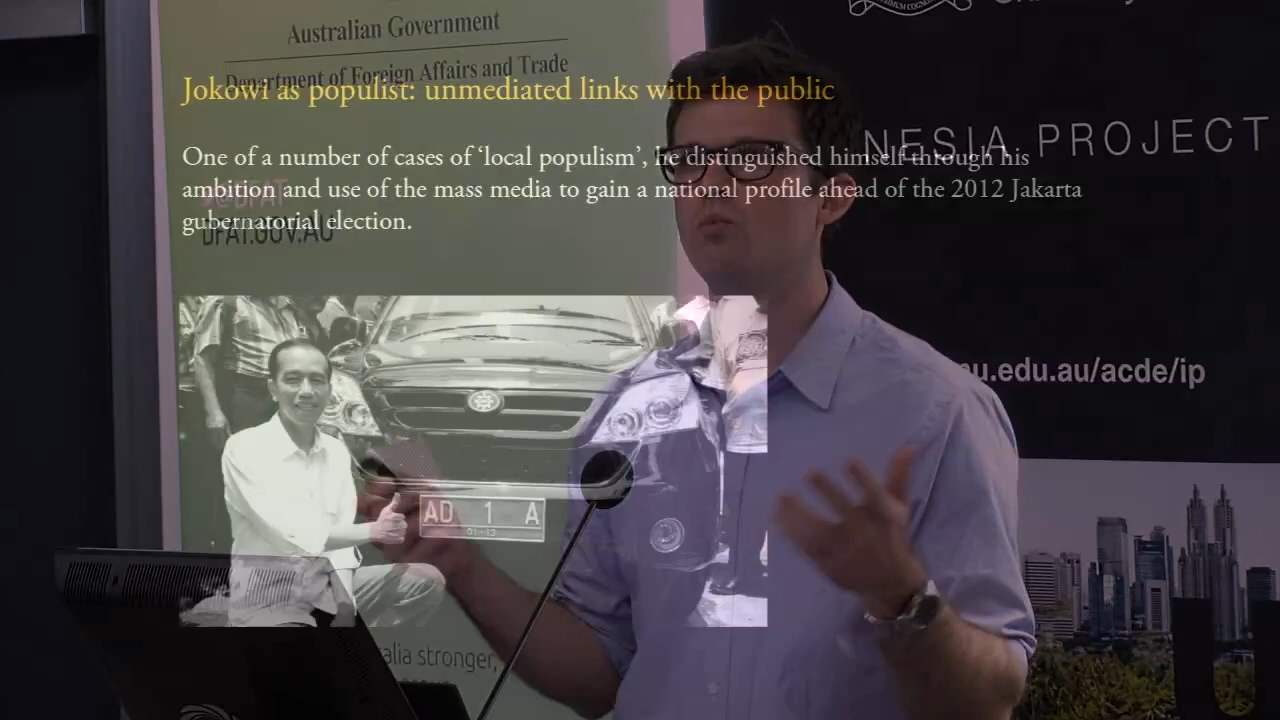 Australian Government
Department of Foreign Affairs and Trade
Jokowi as populist: unmediated links with the public
One of a number of cases of ‘local populism’, he distinguished himself through his
ambition and use of the mass media to gain a national profile ahead of the 2012 Jakarta
gubernatorial election.
NESIA PROJECT
@DFAT
DFAT.GOV.AU
u.edu.au/acde/ip
AD 1 A
01-13
alia stronger,